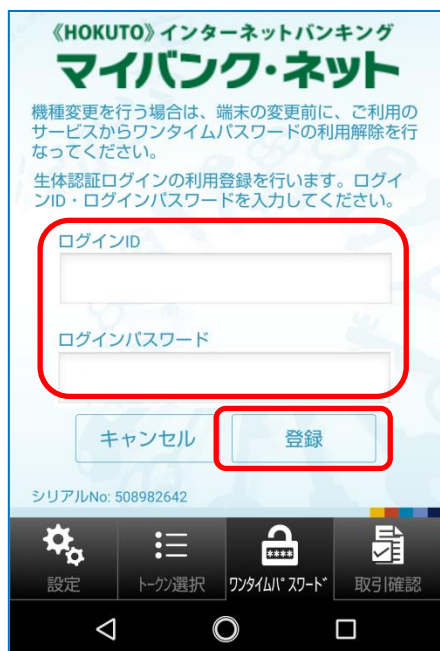 《HOKUTO》インターネットバンキング
マイバンク・ネット
機種変更を行う場合は、端末の変更前に、ご利用の
サービスからワンタイムパスワードの利用解除を行
なってください。
生体認証ログインの利用登録を行います。ログイ
ンID・ログインパスワードを入力してください。
ログインID
ログインパスワード
キャンセル
登録
シリアルNo: 508982642
****
設定
トークン選択
ワンタイムパスワード
取引確認